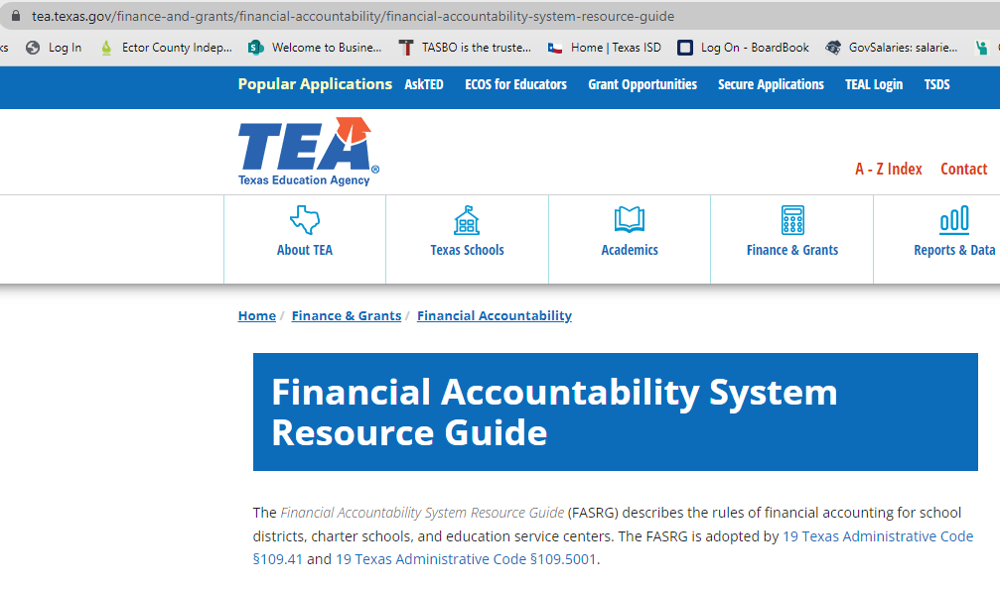 tea.texas.gov/finance-and-grants/financial-accountability/financial-accountability-system-resource-guide
ks Log In Ector County Indep... Welcome to Busine... TASBO is the truste... Home | Texas ISD Log On - BoardBook GovSalaries: salarie...
Popular Applications AskTED ECOS for Educators Grant Opportunities Secure Applications TEAL Login TSDS
TEA®
Texas Education Agency
A - Z Index Contact
About TEA Texas Schools Academics Finance & Grants Reports & Data
Home / Finance & Grants / Financial Accountability
Financial Accountability System
Resource Guide
The Financial Accountability System Resource Guide (FASRG) describes the rules of financial accounting for school
districts, charter schools, and education service centers. The FASRG is adopted by 19 Texas Administrative Code
§109.41 and 19 Texas Administrative Code §109.5001.